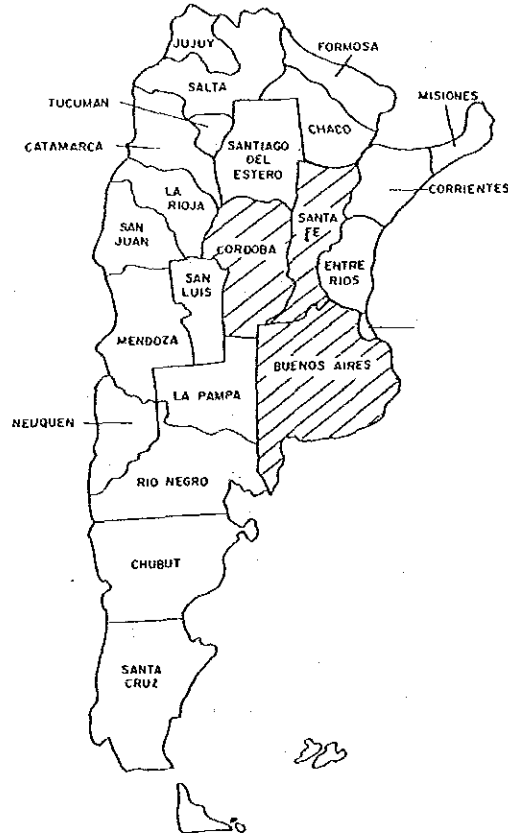 JUJUY
FORMOSA
SALTA
MISIONES
TUCUMAN
CHACO
CATAMARCA
SANTIAGO
DEL
ESTERO
CORRIENTES
LA
RIOJA
SANTA
FE
SAN
JUAN
CORDOBA
ENTRE
RIOS
SAN
LUIS
MENDOZA
BUENOS AIRES
LA PAMPA
NEUQUEN
RIO NEGRO
CHUBUT
SANTA
CRUZ